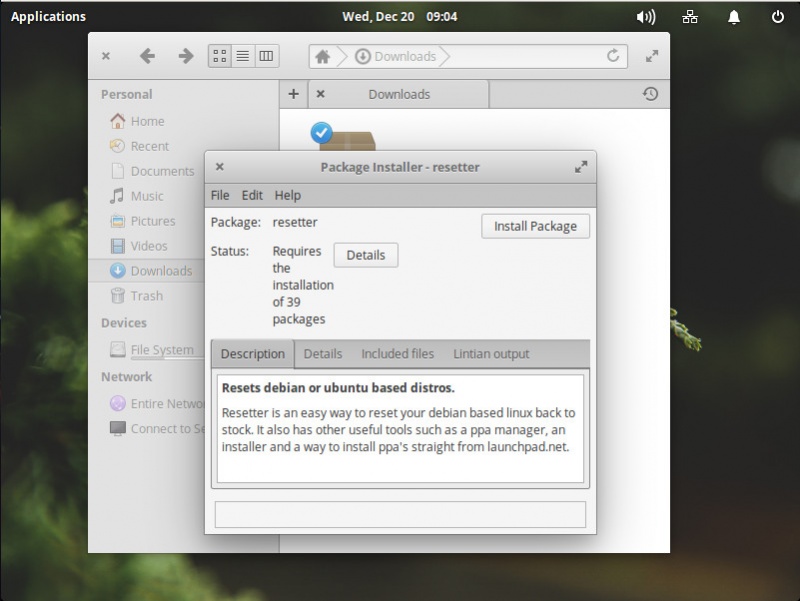 Applications
Wed, Dec 20 09:04
Downloads
Personal
Downloads
Home
Recent
Documents
Music
Pictures
Videos
Downloads
Trash
Devices
File System
Network
Entire Netwo
Connect to Se
Package Installer - resetter
File Edit Help
Package: resetter
Install Package
Status: Requires
the
installation
of 39
packages
Details
Description Details Included files Lintian output
Resets debian or ubuntu based distros.
Resetter is an easy way to reset your debian based linux back to
stock. It also has other useful tools such as a ppa manager, an
installer and a way to install ppa's straight from launchpad.net.